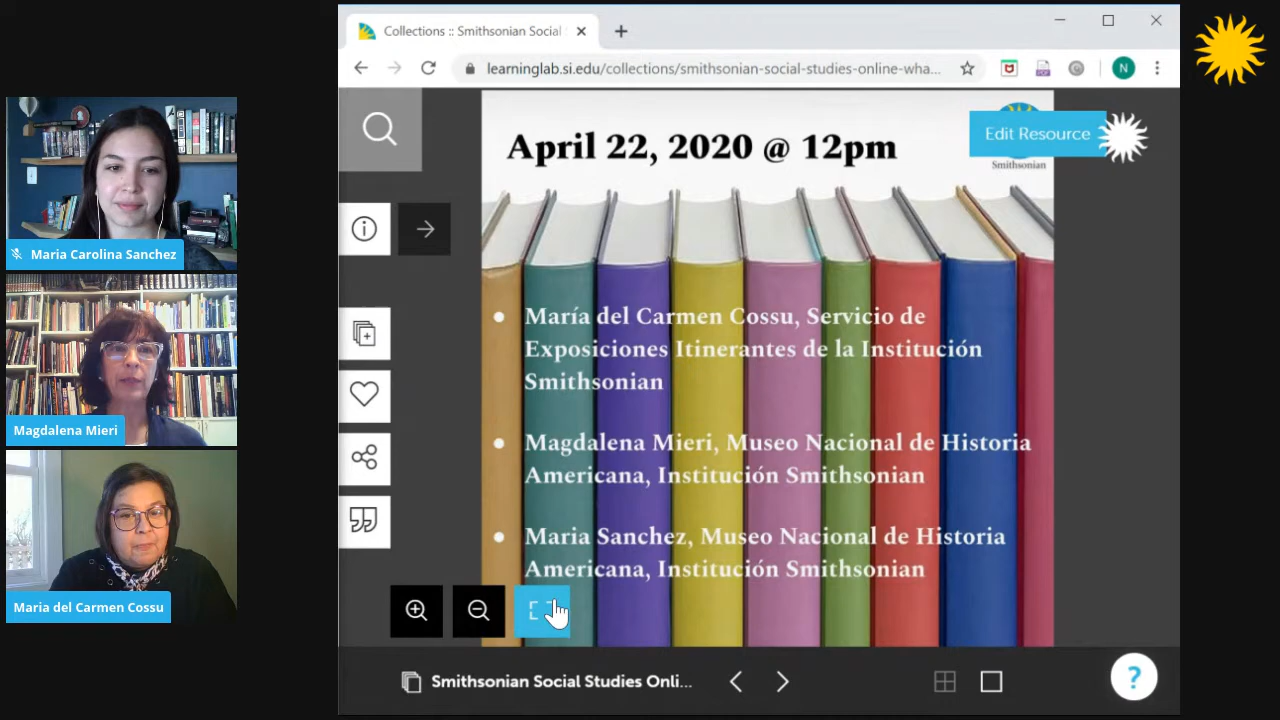 Collections :: Smithsonian Social
learninglab.si.edu/collections/smithsonian-social-studies-online-wha...
N
April 22, 2020 @ 12pm
Edit Resource
Smithsonian
Maria Carolina Sanchez
Magdalena Mieri
Maria del Carmen Cossu
María del Carmen Cossu, Servicio de
Exposiciones Itinerantes de la Institución
Smithsonian
Magdalena Mieri, Museo Nacional de Historia
Americana, Institución Smithsonian
Maria Sanchez, Museo Nacional de Historia
Americana, Institución Smithsonian
Smithsonian Social Studies Onli...
?